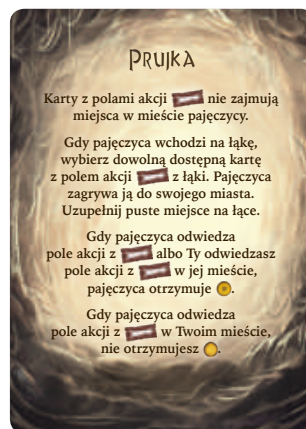 PRUJKA
Karty z polami akcji nie zajmują
miejsca w mieście pajęczycy.
Gdy pajęczyca wchodzi na łąkę,
wybierz dowolną dostępną kartę
z polem akcji z łąki. Pajęczyca
zagrywa ją do swojego miasta.
Uzupełnij puste miejsce na łące.
Gdy pajęczyca odwiedza
pole akcji z albo Ty odwiedzasz
pole akcji z w jej mieście,
pajęczyca otrzymuje .
Gdy pajęczyca odwiedza
pole akcji z w Twoim mieście,
nie otrzymujesz .